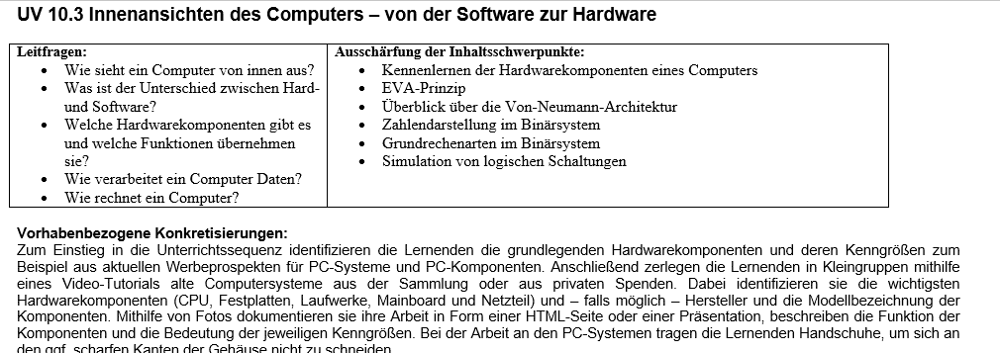 UV 10.3 Innenansichten des Computers – von der Software zur Hardware
Leitfragen:
• Wie sieht ein Computer von innen aus?
• Was ist der Unterschied zwischen Hard-
und Software?
• Welche Hardwarekomponenten gibt es
und welche Funktionen übernehmen
sie?
• Wie verarbeitet ein Computer Daten?
• Wie rechnet ein Computer?
Ausschärfung der Inhaltsschwerpunkte:
• Kennenlernen der Hardwarekomponenten eines Computers
• EVA-Prinzip
• Überblick über die Von-Neumann-Architektur
• Zahlendarstellung im Binärsystem
• Grundrechenarten im Binärsystem
• Simulation von logischen Schaltungen
Vorhabenbezogene Konkretisierungen:
Zum Einstieg in die Unterrichtssequenz identifizieren die Lernenden die grundlegenden Hardwarekomponenten und deren Kenngrößen zum
Beispiel aus aktuellen Werbeprospekten für PC-Systeme und PC-Komponenten. Anschließend zerlegen die Lernenden in Kleingruppen mithilfe
eines Video-Tutorials alte Computersysteme aus der Sammlung oder aus privaten Spenden. Dabei identifizieren sie die wichtigsten
Hardwarekomponenten (CPU, Festplatten, Laufwerke, Mainboard und Netzteil) und – falls möglich – Hersteller und die Modellbezeichnung der
Komponenten. Mithilfe von Fotos dokumentieren sie ihre Arbeit in Form einer HTML-Seite oder einer Präsentation, beschreiben die Funktion der
Komponenten und die Bedeutung der jeweiligen Kenngrößen. Bei der Arbeit an den PC-Systemen tragen die Lernenden Handschuhe, um sich an
den ggf. scharfen Kanten der Gehäuse nicht zu schneiden.